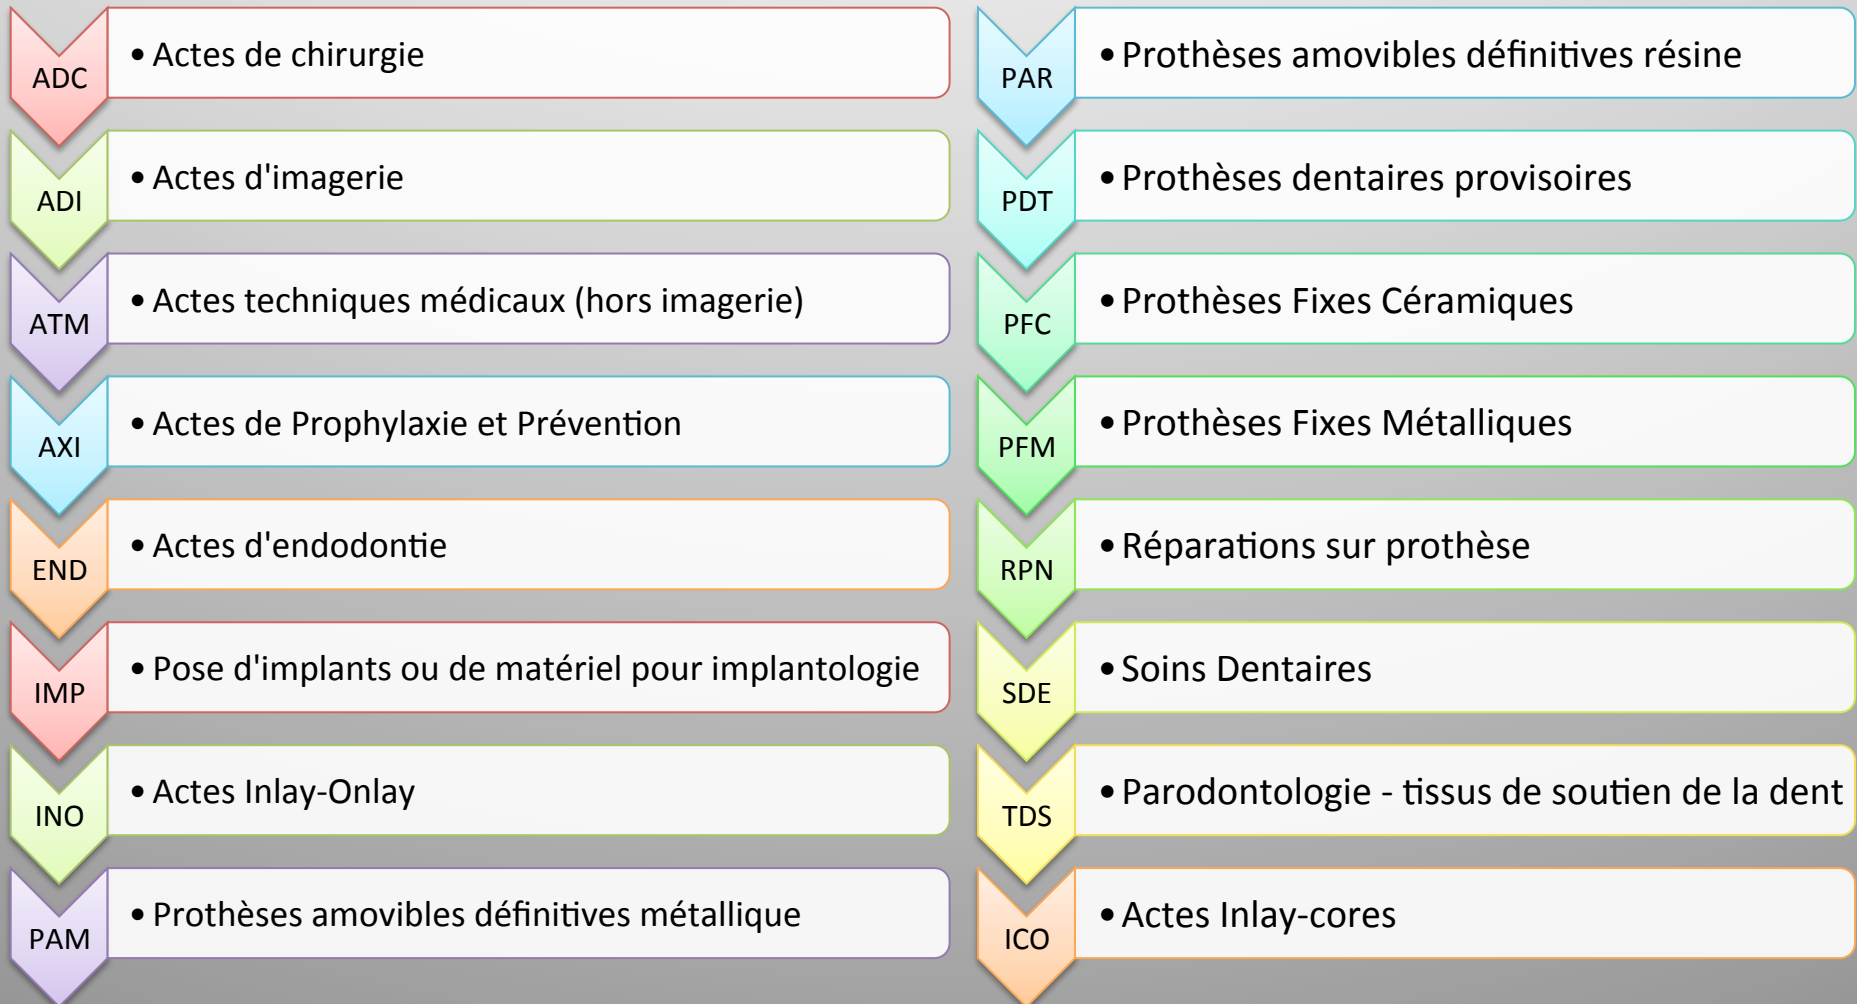 ADC
• Actes de chirurgie
ADI
• Actes d'imagerie
ATM
• Actes techniques médicaux (hors imagerie)
AXI
• Actes de Prophylaxie et Prévention
END
• Actes d'endodontie
IMP
• Pose d'implants ou de matériel pour implantologie
INO
• Actes Inlay-Onlay
PAM
• Prothèses amovibles définitives métallique
PAR
• Prothèses amovibles définitives résine
PDT
• Prothèses dentaires provisoires
PFC
• Prothèses Fixes Céramiques
PFM
• Prothèses Fixes Métalliques
RPN
• Réparations sur prothèse
SDE
• Soins Dentaires
TDS
• Parodontologie - tissus de soutien de la dent
ICO
• Actes Inlay-cores